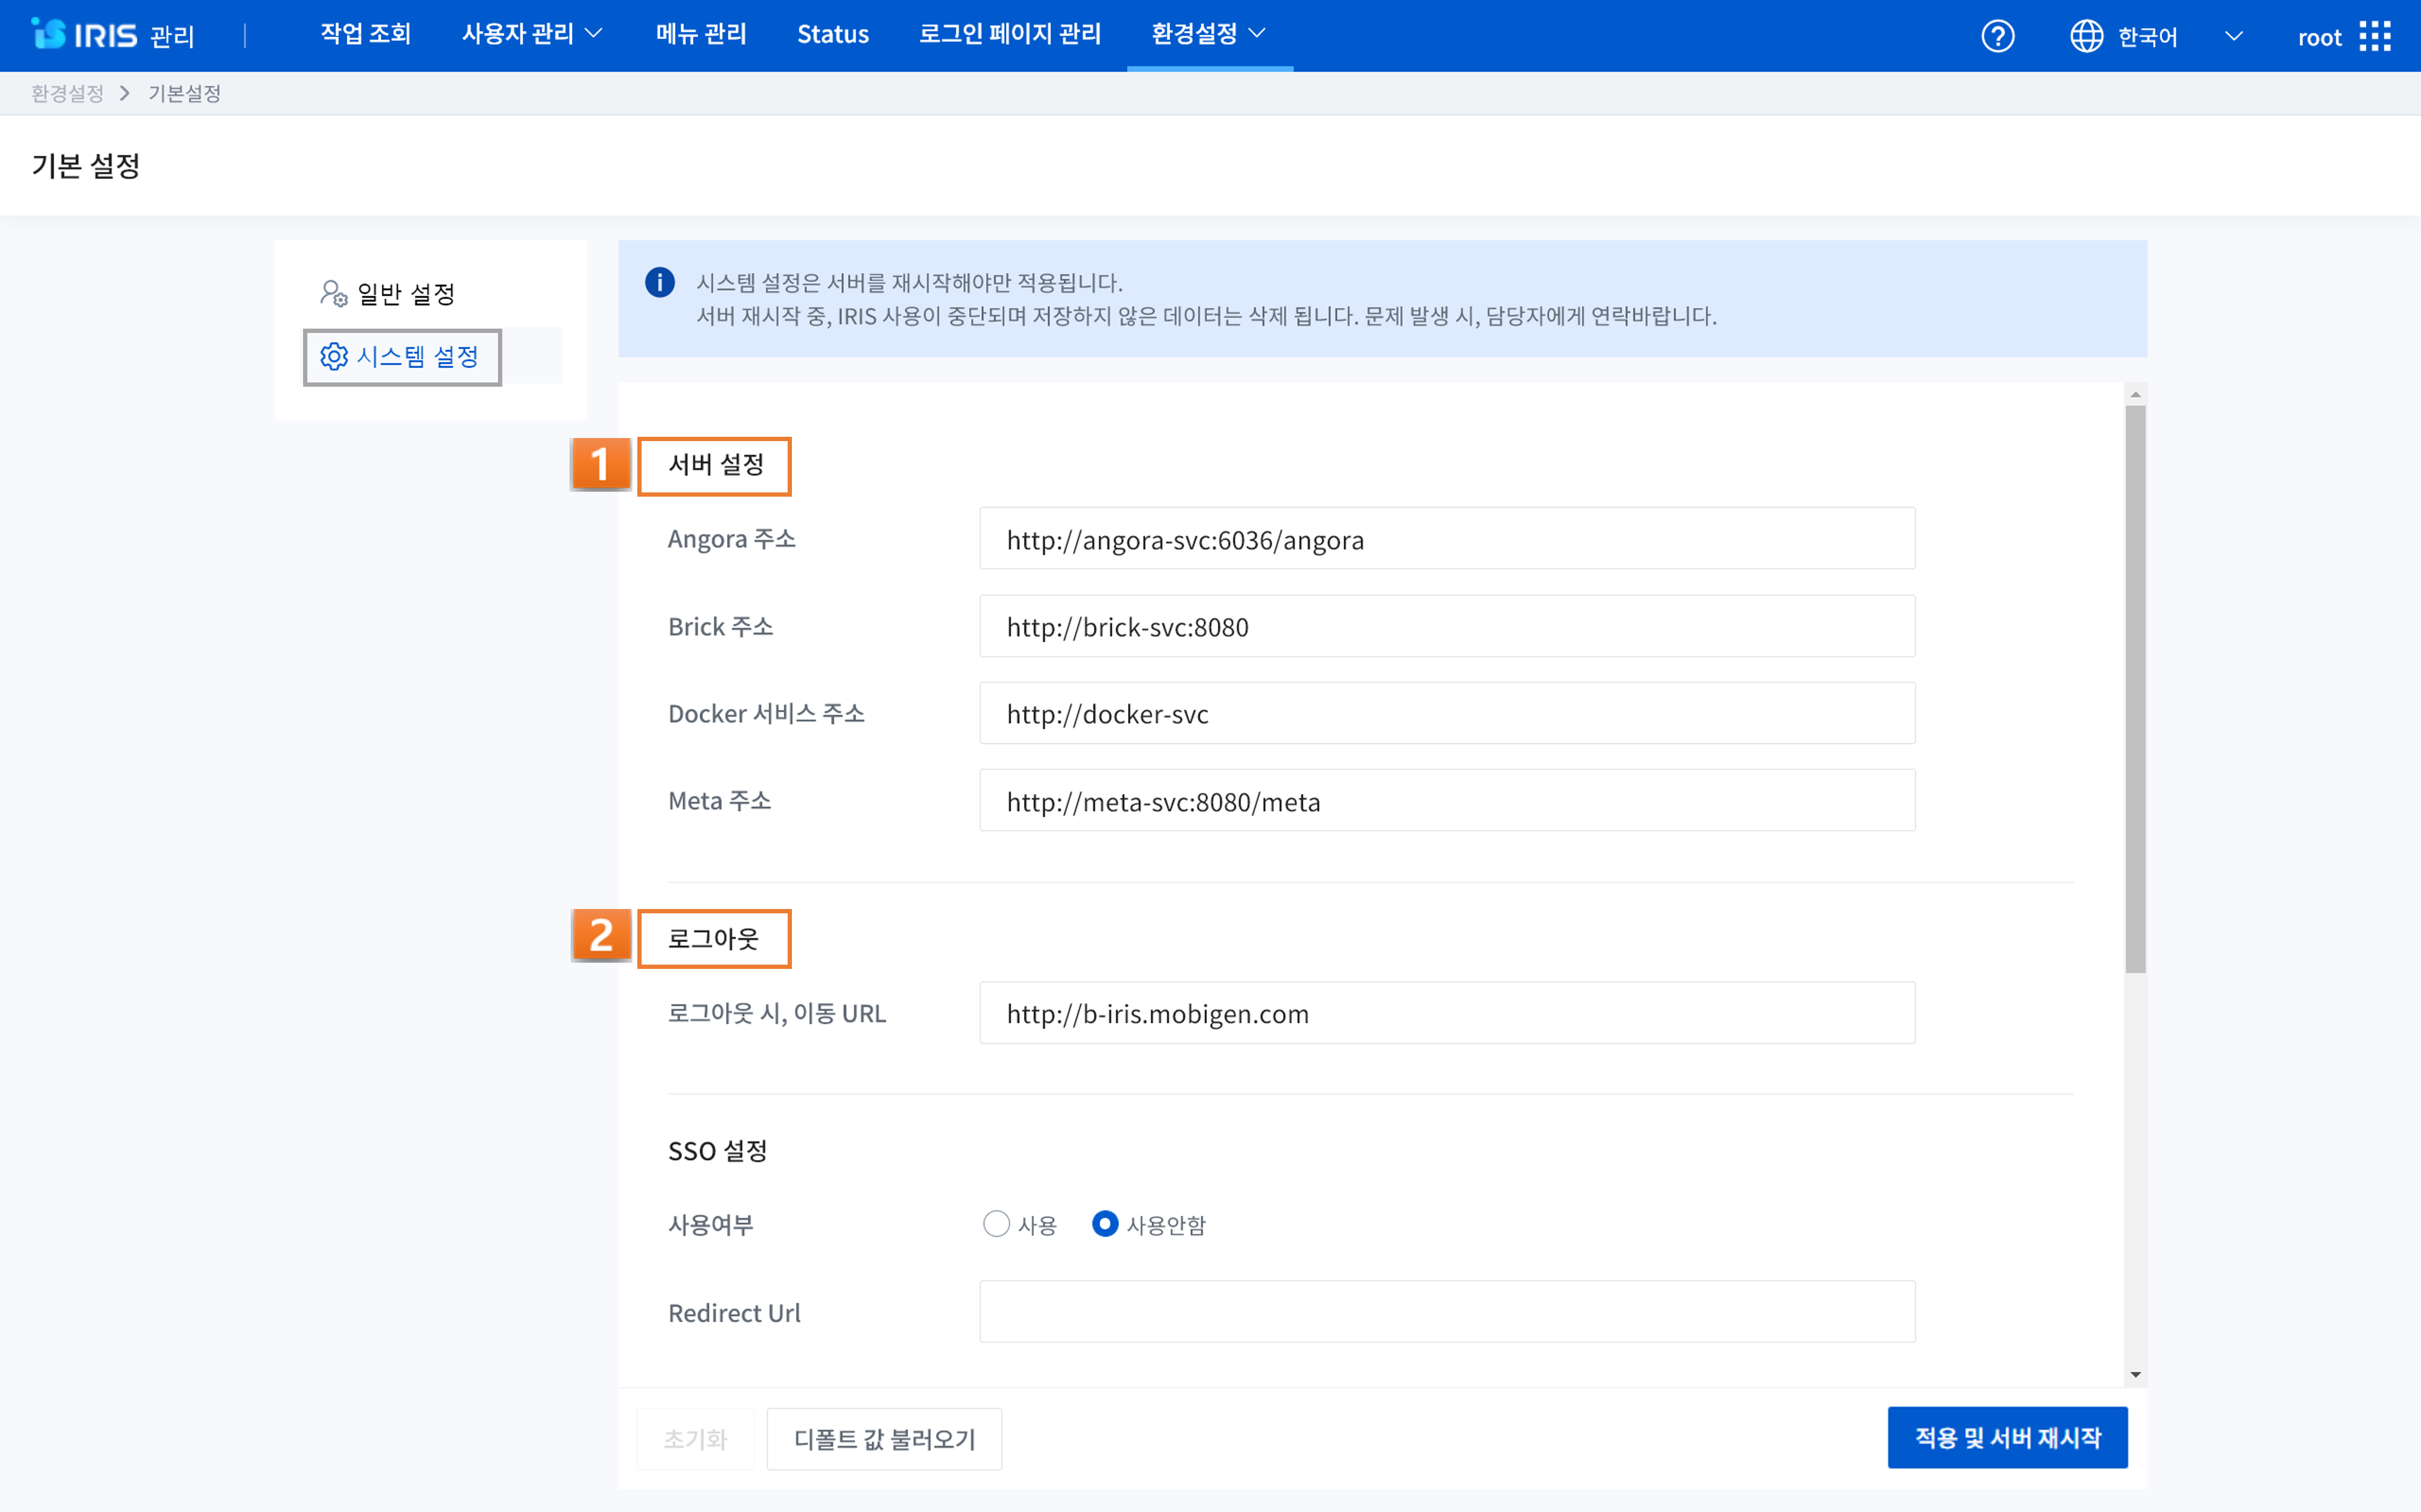 IRIS 관리 작업 조회 사용자 관리 메뉴 관리 Status 로그인 페이지 관리 환경설정 한국어 root
환경설정 기본설정
기본 설정
일반 설정
시스템 설정
시스템 설정은 서버를 재시작해야만 적용됩니다.
서버 재시작 중, IRIS 사용이 중단되며 저장하지 않은 데이터는 삭제 됩니다. 문제 발생 시, 담당자에게 연락바랍니다.
1 서버 설정
Angora 주소 http://angora-svc:6036/angora
Brick 주소 http://brick-svc:8080
Docker 서비스 주소 http://docker-svc
Meta 주소 http://meta-svc:8080/meta
2 로그아웃
로그아웃 시, 이동 URL http://b-iris.mobigen.com
SSO 설정
사용여부 사용 사용안함
Redirect Url
초기화 디폴트 값 불러오기 적용 및 서버 재시작